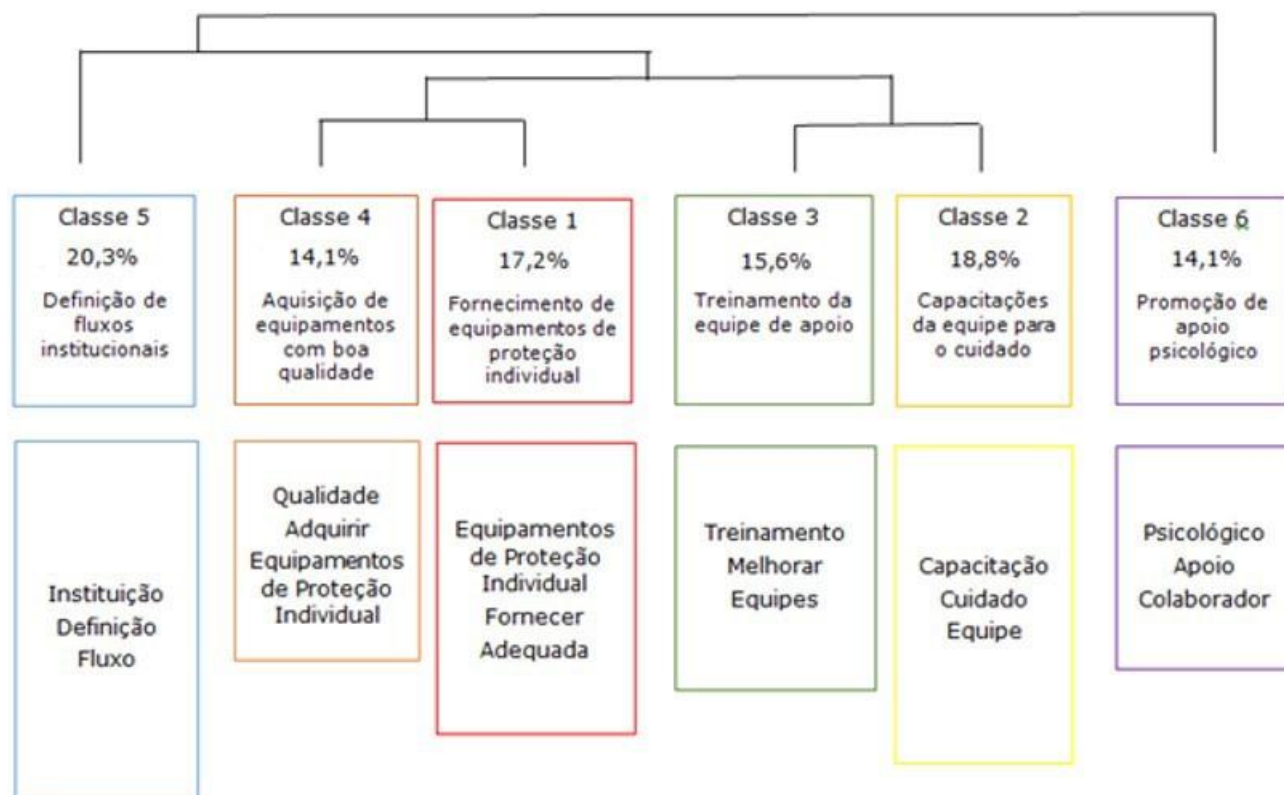 Classe 5
20,3%
Definição de
fluxos
institucionais
Classe 4
14,1%
Aquisição de
equipamentos
com boa
qualidade
Classe 1
17,2%
Fornecimento de
equipamentos de
proteção
individual
Classe 3
15,6%
Treinamento da
equipe de apoio
Classe 2
18,8%
Capacitações
da equipe para
o cuidado
Classe 6
14,1%
Promoção de
apoio
psicológico
Instituição
Definição
Fluxo
Qualidade
Adquirir
Equipamentos
de Proteção
Individual
Equipamentos
de Proteção
Individual
Fornecer
Adequada
Treinamento
Melhorar
Equipes
Capacitação
Cuidado
Equipe
Psicológico
Apoio
Colaborador